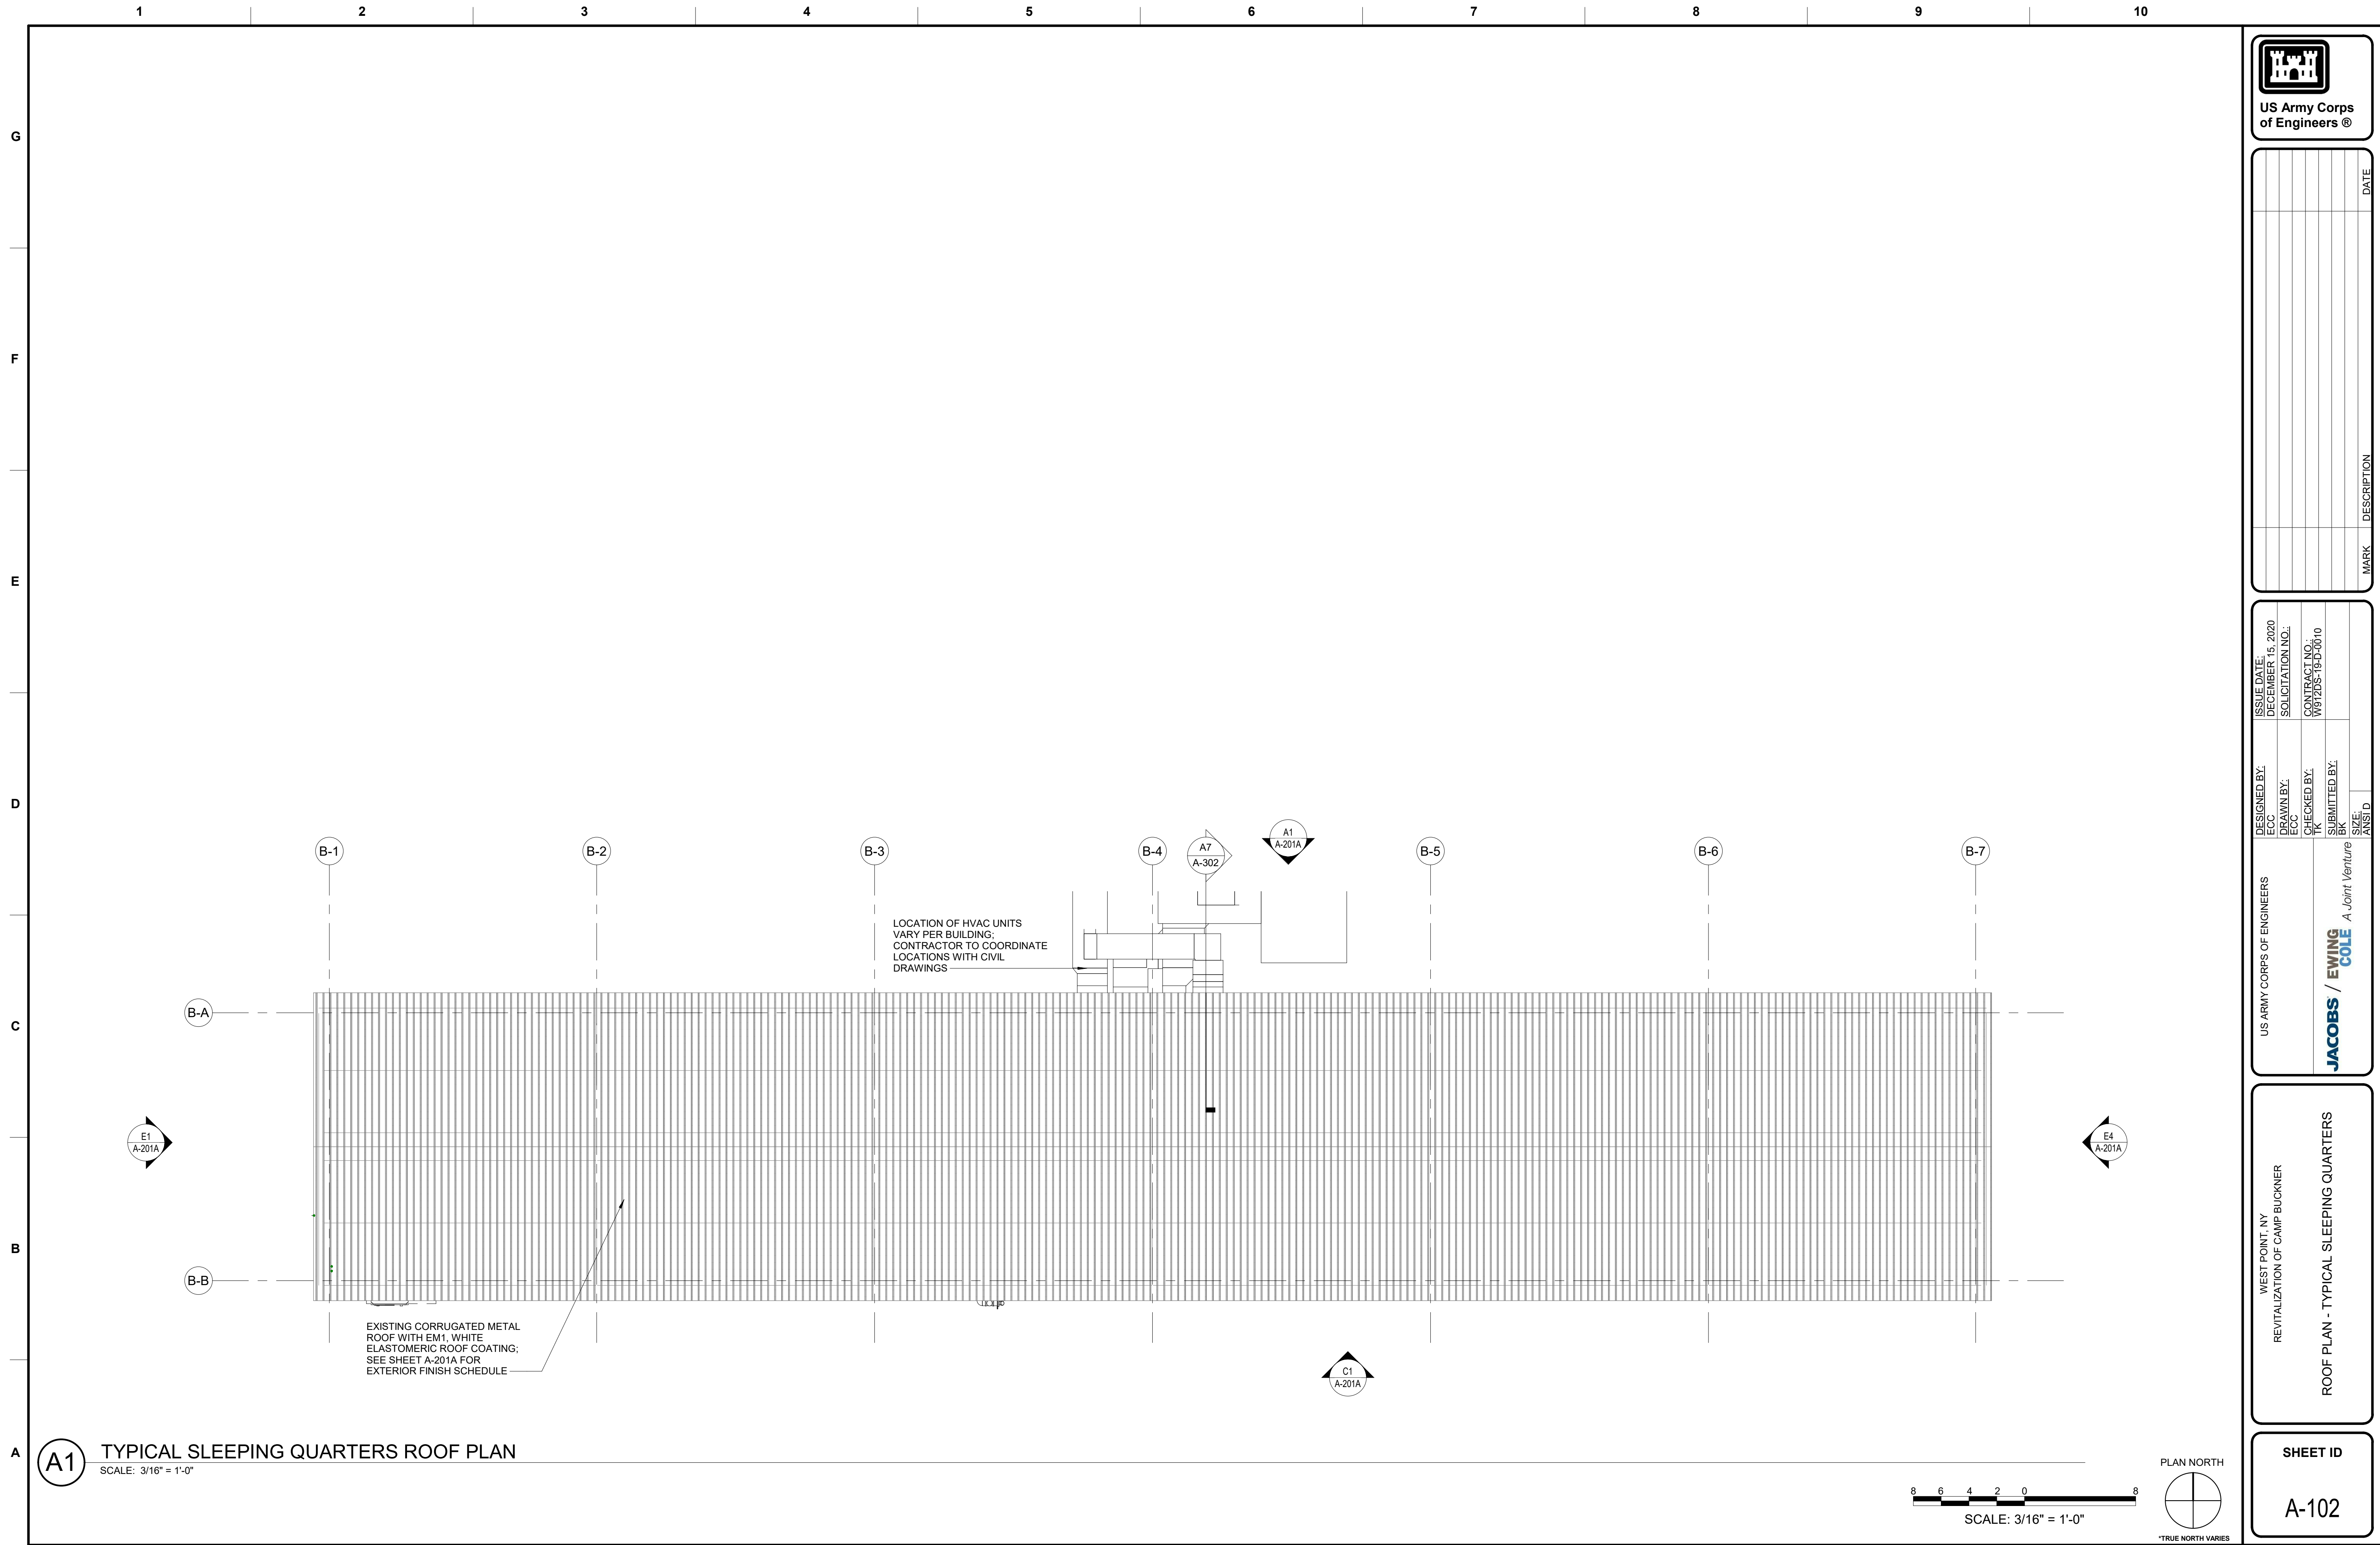 1 2 3 4 5 6 7 8 9 10
G
F
E
D
C
B
A
B-1 B-2 B-3 B-4 B-5 B-6 B-7
A7
A-302
A1
A-201A
LOCATION OF HVAC UNITS
VARY PER BUILDING;
CONTRACTOR TO COORDINATE
LOCATIONS WITH CIVIL
DRAWINGS
B-A
E1
A-201A
E4
A-201A
B-B
EXISTING CORRUGATED METAL
ROOF WITH EM1, WHITE
ELASTOMERIC ROOF COATING;
SEE SHEET A-201A FOR
EXTERIOR FINISH SCHEDULE
C1
A-201A
A1
TYPICAL SLEEPING QUARTERS ROOF PLAN
SCALE: 3/16" = 1'-0"
8 6 4 2 0 8
SCALE: 3/16" = 1'-0"
PLAN NORTH
*TRUE NORTH VARIES
US Army Corps
of Engineers ®
MARK DESCRIPTION DATE
DESIGNED BY:
ECC
ISSUE DATE:
DECEMBER 15, 2020
DRAWN BY:
ECC
SOLICITATION NO.:
CHECKED BY:
TK
CONTRACT NO.:
W912DS-19-D-0010
SUBMITTED BY:
BK
SIZE:
ANSI D
US ARMY CORPS OF ENGINEERS
JACOBS / EWING
COLE
A Joint Venture
WEST POINT, NY
REVITALIZATION OF CAMP BUCKNER
ROOF PLAN - TYPICAL SLEEPING QUARTERS
SHEET ID
A-102